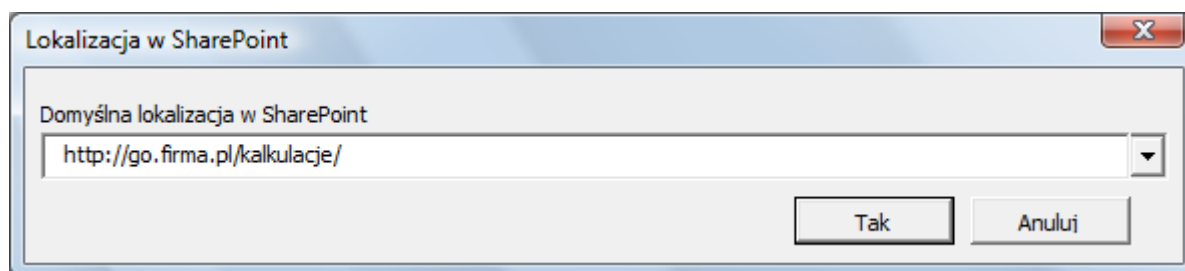 Lokalizacja w SharePoint
Domyślna lokalizacja w SharePoint
http://go.firma.pl/kalkulacje/
Tak Anuluj